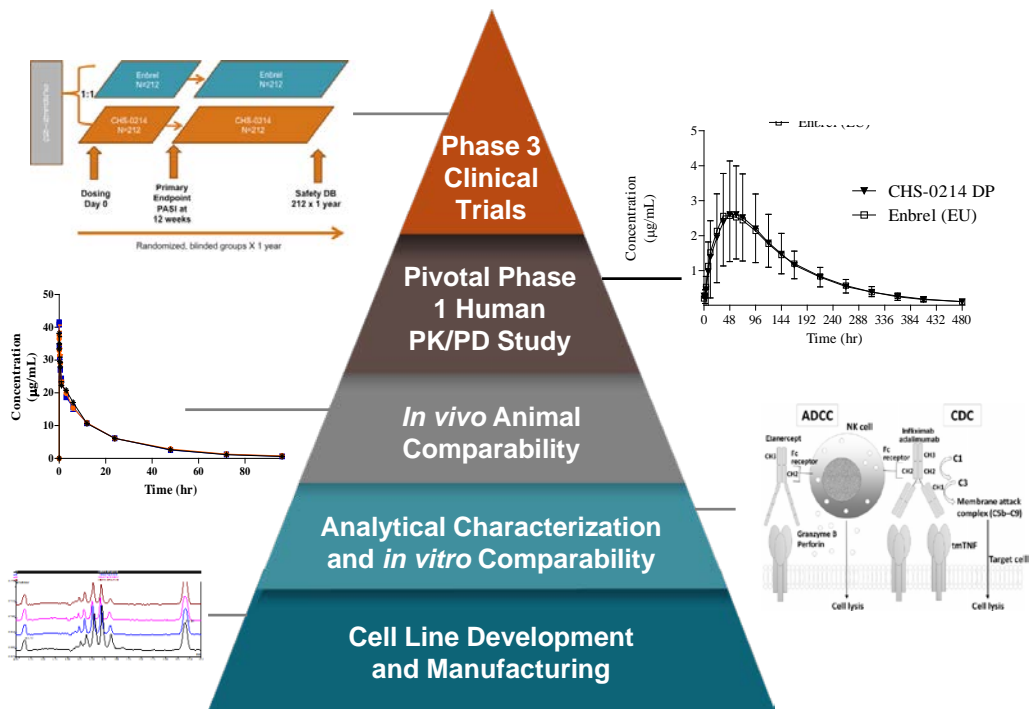 Enbrel
N=212
Enbrel
N=212
1:1
CHS-0214
N=212
CHS-0214
N=212
Dosing
Day 0
Primary
Endpoint
PASI at
12 weeks
Safety DB
212 x 1 year
Randomized, blinded groups X 1 year
Phase 3
Clinical
Trials
Enbrel (EU)
5
4
3
2
1
Concentration
(µg/mL)
CHS-0214 DP
Enbrel (EU)
0 48 96 144 192 240 288 336 384 432 480
Time (hr)
Pivotal Phase
1 Human
PK/PD Study
50
40
30
20
10
0
Concentration
(µg/mL)
0 20 40 60 80
Time (hr)
In vivo Animal
Comparability
ADCC
CDC
NK cell
Etanercept
Infliximab
adalimumab
Fc
receptor
Fc
receptor
CH3
CH2
CH3
CH2
CH1
C1
C3
Membrane attack
complex (C5b–C9)
Granzyme B
Perforin
tmTNF
Target cell
Cell lysis
Cell lysis
Analytical Characterization
and in vitro Comparability
Cell Line Development
and Manufacturing